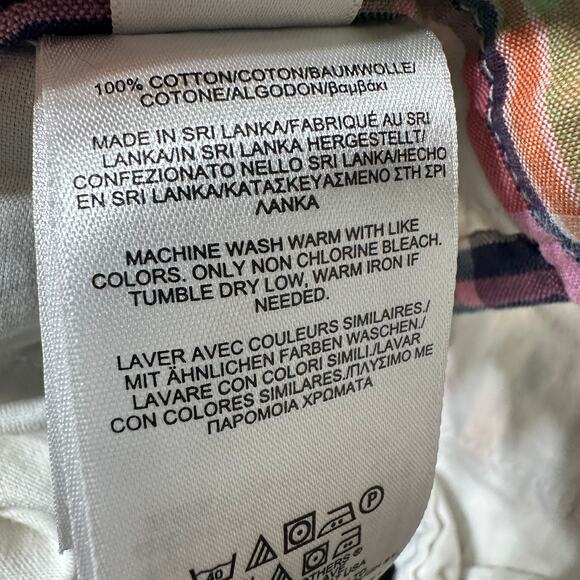 100% COTTON/COTON/BAUMWOLLE/
COTONE/ALGODON/βαμβάκι
MADE IN SRI LANKA/FABRIQUÉ AU SRI
LANKA/IN SRI LANKA HERGESTELLT/
CONFEZIONATO NELLO SRI LANKA/HECHO
EN SRI LANKA/ΚΑΤΑΣΚΕΥΑΣΜΕΝΟ ΣΤΗ ΣΡΙ
ΛΑΝΚΑ
MACHINE WASH WARM WITH LIKE
COLORS. ONLY NON CHLORINE BLEACH.
TUMBLE DRY LOW, WARM IRON IF
NEEDED.
LAVER AVEC COULEURS SIMILAIRES./
MIT ÄHNLICHEN FARBEN WASCHEN./
LAVARE CON COLORI SIMILI./LAVAR
CON COLORES SIMILARES./ΠΛΥΣΙΜΟ ΜΕ
ΠΑΡΟΜΟΙΑ ΧΡΩΜΑΤΑ
40 P